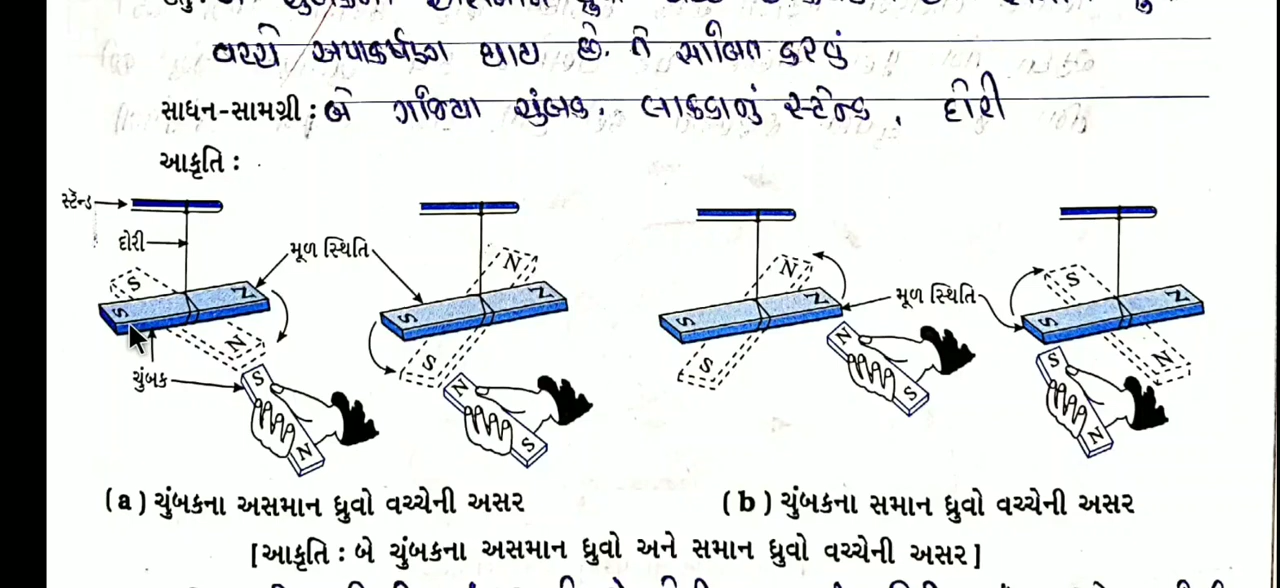 વચ્ચે અપાકર્ષણ થાય છે. તે સાબિત કરવું
સાધન-સામગ્રી : બે ગજિયા ચુંબક. લાકડાનું સ્ટેન્ડ , દોરી
આકૃતિ :
સ્ટૅન્ડ
દોરી
મૂળ સ્થિતિ
મૂળ સ્થિતિ
ચુંબક
S N S N
S N S N
S N S N
N S S N
S N N S
N S S N
(a) ચુંબકના અસમાન ધ્રુવો વચ્ચેની અસર
(b) ચુંબકના સમાન ધ્રુવો વચ્ચેની અસર
[આકૃતિ : બે ચુંબકના અસમાન ધ્રુવો અને સમાન ધ્રુવો વચ્ચેની અસર]